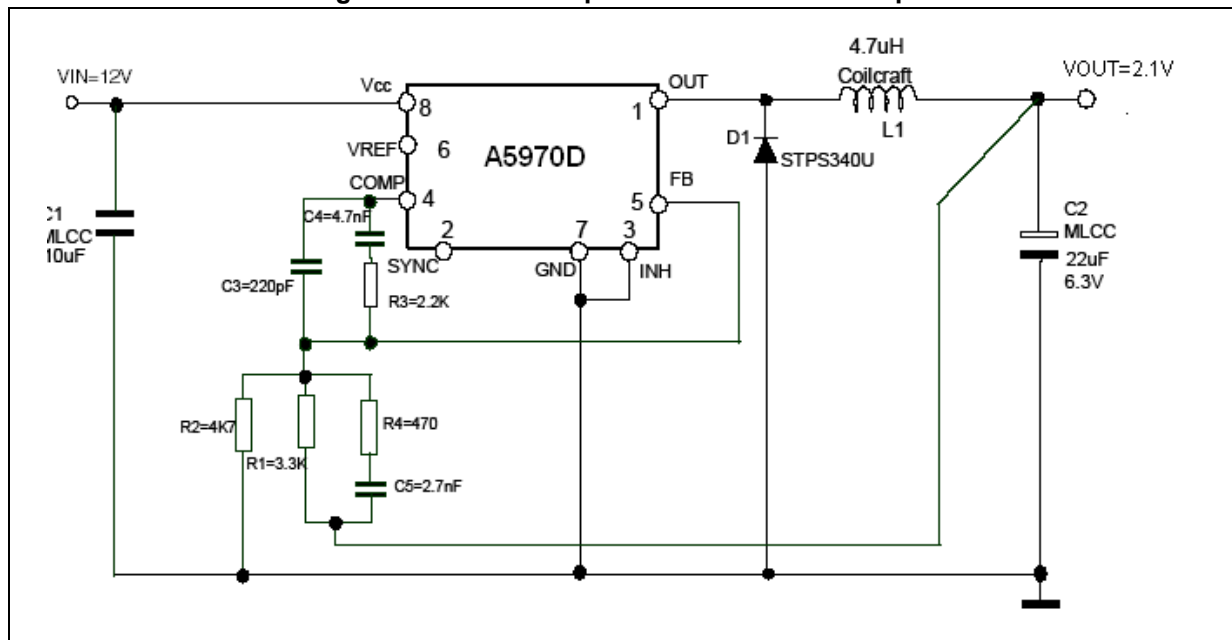 4.7uH
Coilcraft
L1
VIN=12V
VOUT=2.1V
Vcc
8
OUT
1
VREF
6
A5970D
D1
STPS340U
COMP
4
FB
5
C4=4.7nF
2
SYNC
7
GND
3
INH
C2
MLCC
22uF
6.3V
C3=220pF
R3=2.2K
R2=4K7
R1=3.3K
R4=470
C5=2.7nF